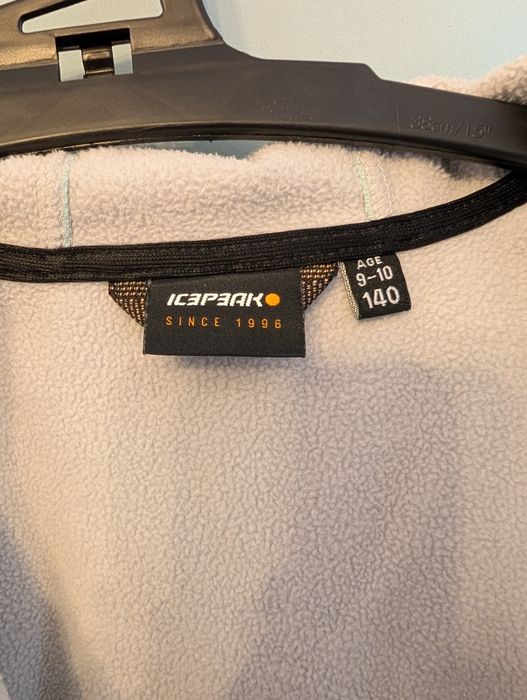 38cm/15"
ICEPEAK
SINCE 1996
AGE
9-10
140